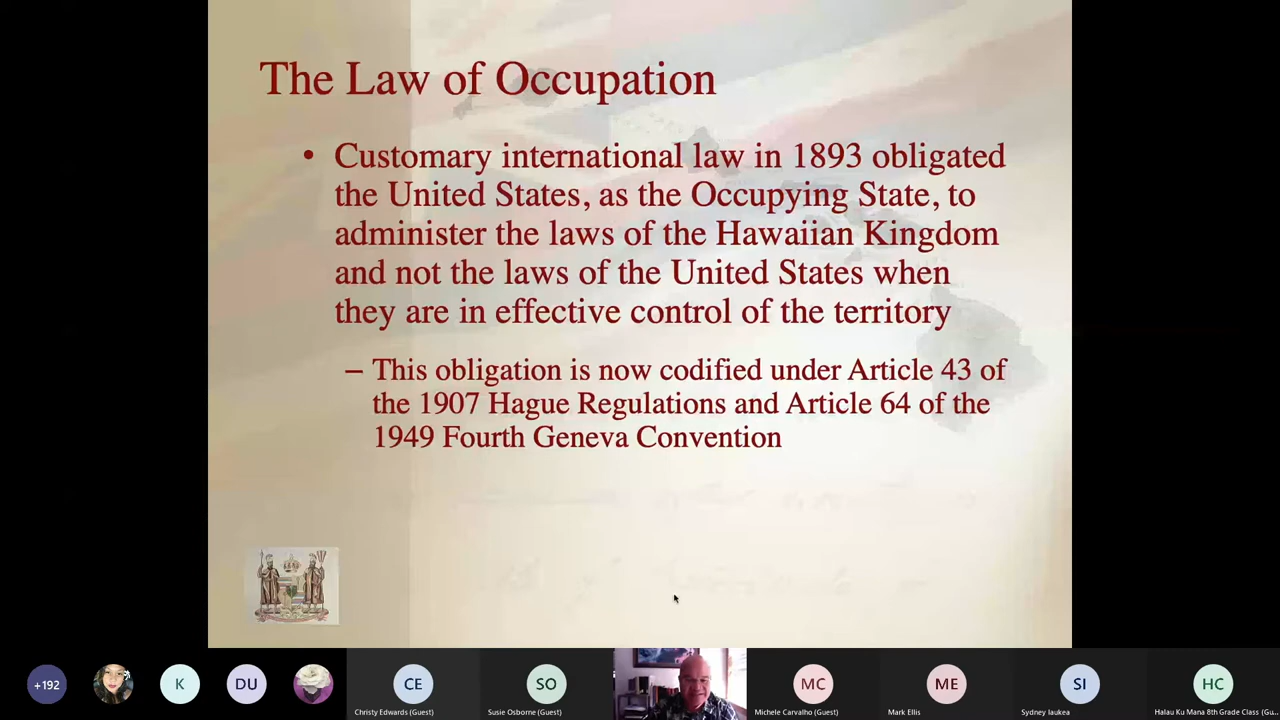 The Law of Occupation
• Customary international law in 1893 obligated
the United States, as the Occupying State, to
administer the laws of the Hawaiian Kingdom
and not the laws of the United States when
they are in effective control of the territory
– This obligation is now codified under Article 43 of
the 1907 Hague Regulations and Article 64 of the
1949 Fourth Geneva Convention
+192
K
DU
CE
SO
MC
ME
SI
HC
Christy Edwards (Guest)
Susie Osborne (Guest)
Michele Carvalho (Guest)
Mark Ellis
Sydney Iaukea
Halau Ku Mana 8th Grade Class (Gu...